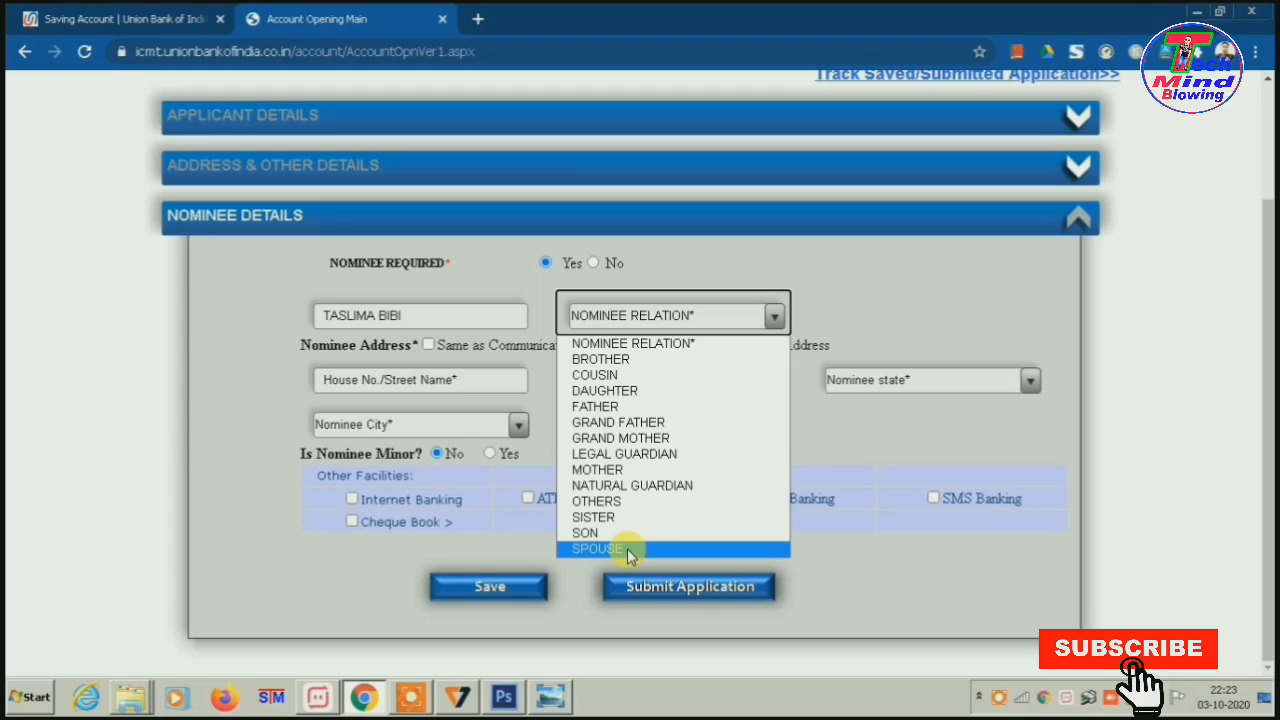 Saving Account | Union Bank of Indi
Account Opening Main
icmt.unionbankofindia.co.in/account/AccountOpnVer1.aspx
Tech
Mind
Blowing
Track Saved/Submitted Application>>
APPLICANT DETAILS
ADDRESS & OTHER DETAILS
NOMINEE DETAILS
NOMINEE REQUIRED* Yes No
TASLIMA BIBI NOMINEE RELATION*
Nominee Address* Same as Communica ddress
NOMINEE RELATION*
BROTHER
COUSIN
DAUGHTER
FATHER
GRAND FATHER
GRAND MOTHER
LEGAL GUARDIAN
MOTHER
NATURAL GUARDIAN
OTHERS
SISTER
SON
SPOUSE
House No./Street Name* Nominee state*
Nominee City*
Is Nominee Minor? No Yes
Other Facilities:
Internet Banking AT Banking SMS Banking
Cheque Book >
Save Submit Application
SUBSCRIBE
Start STM Ps 22:23
03-10-2020